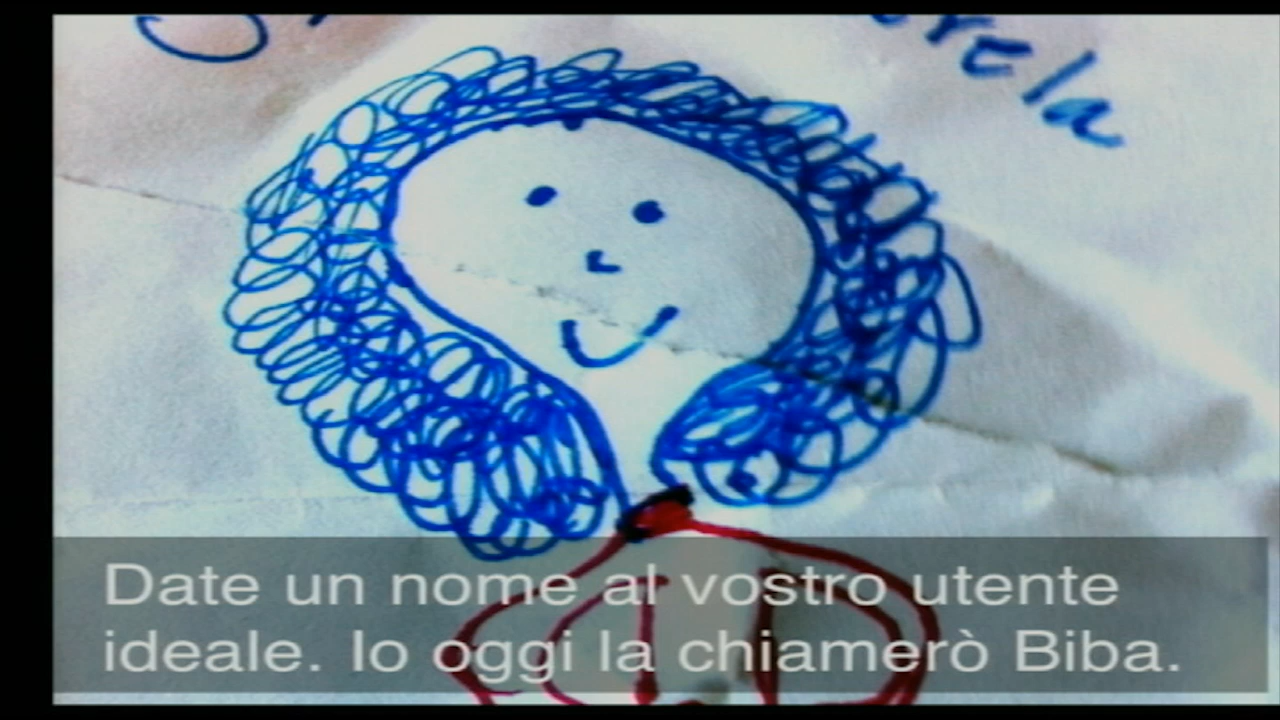 Date un nome al vostro utente
ideale. Io oggi la chiamerò Biba.